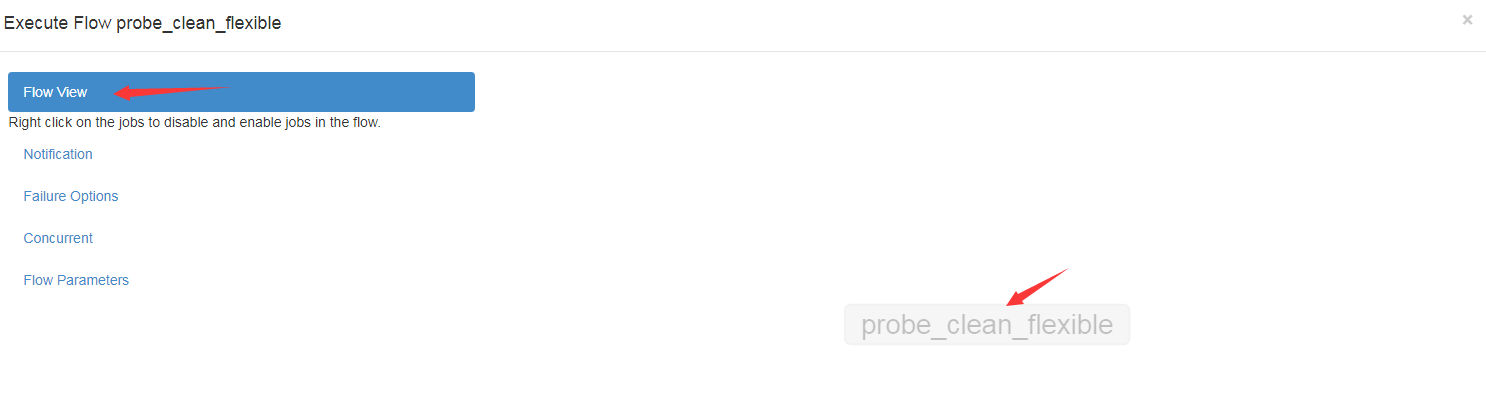 Execute Flow probe_clean_flexible
×
Flow View
Right click on the jobs to disable and enable jobs in the flow.
Notification
Failure Options
Concurrent
Flow Parameters
probe_clean_flexible